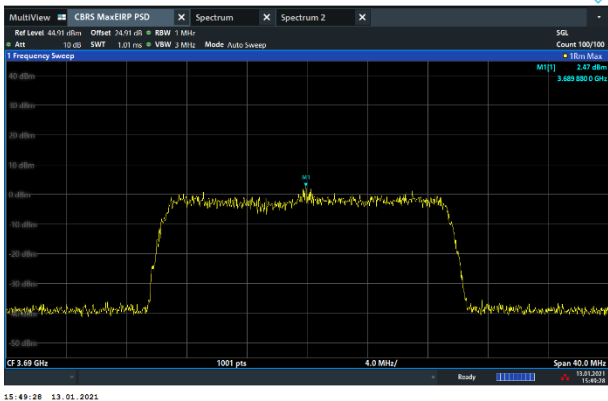 MultiView CBRS MaxEIRP PSD X Spectrum X Spectrum 2 X
Ref Level 44.91 dBm Offset 24.91 dB RBW 1 MHz SGL
Att 10 dB SWT 1.01 ms VBW 3 MHz Mode Auto Sweep Count 100/100
1 Frequency Sweep 1Rm Max
M1[1] 2.47 dBm
3.689 880 0 GHz
40 dBm
30 dBm
20 dBm
10 dBm
M1
0 dBm
-10 dBm
-20 dBm
-30 dBm
-50 dBm
CF 3.69 GHz 1001 pts 4.0 MHz/ Span 40.0 MHz
Ready 13.01.2021
15:49:28
15:49:28 13.01.2021